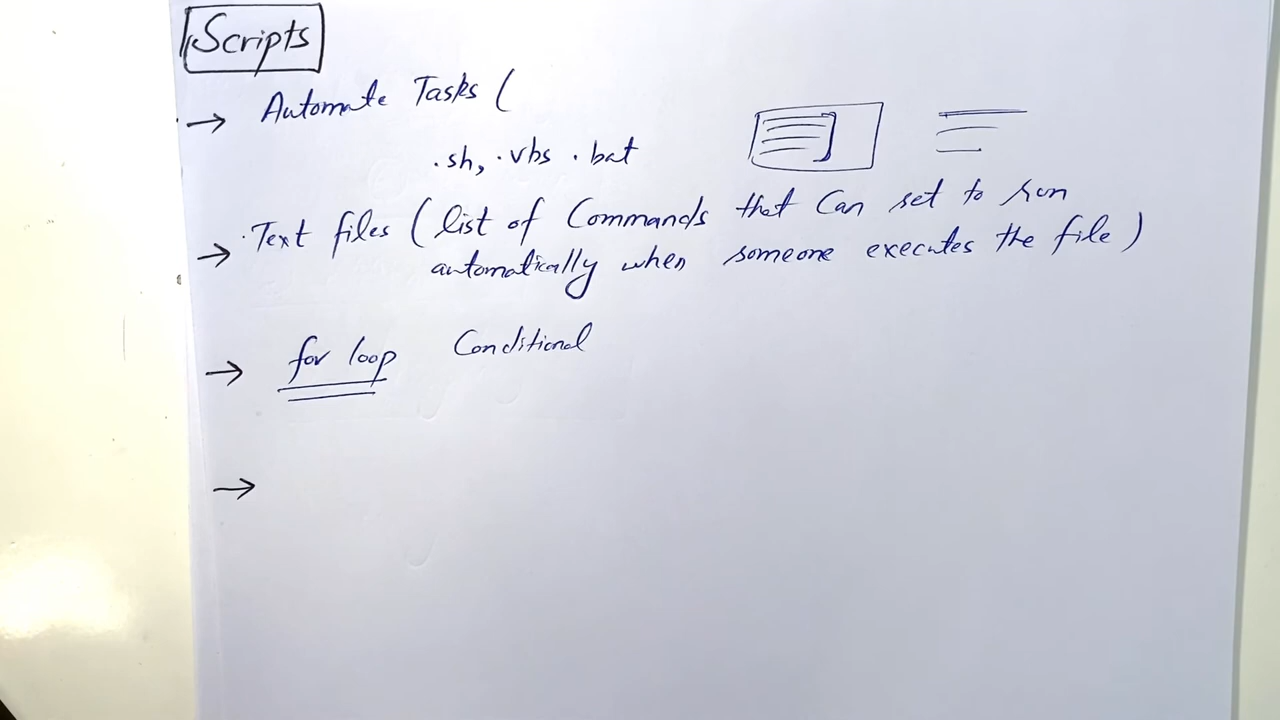 Scripts
→ Automate Tasks (
.sh, .vbs .bat
→ Text files ( list of Commands that Can set to run
automatically when someone executes the file )
→ for loop Conditional
→